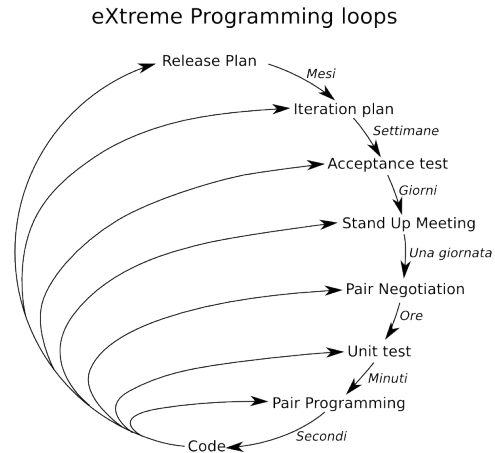 eXtreme Programming loops
Release Plan
Mesi
Iteration plan
Settimane
Acceptance test
Giorni
Stand Up Meeting
Una giornata
Pair Negotiation
Ore
Unit test
Minuti
Pair Programming
Secondi
Code